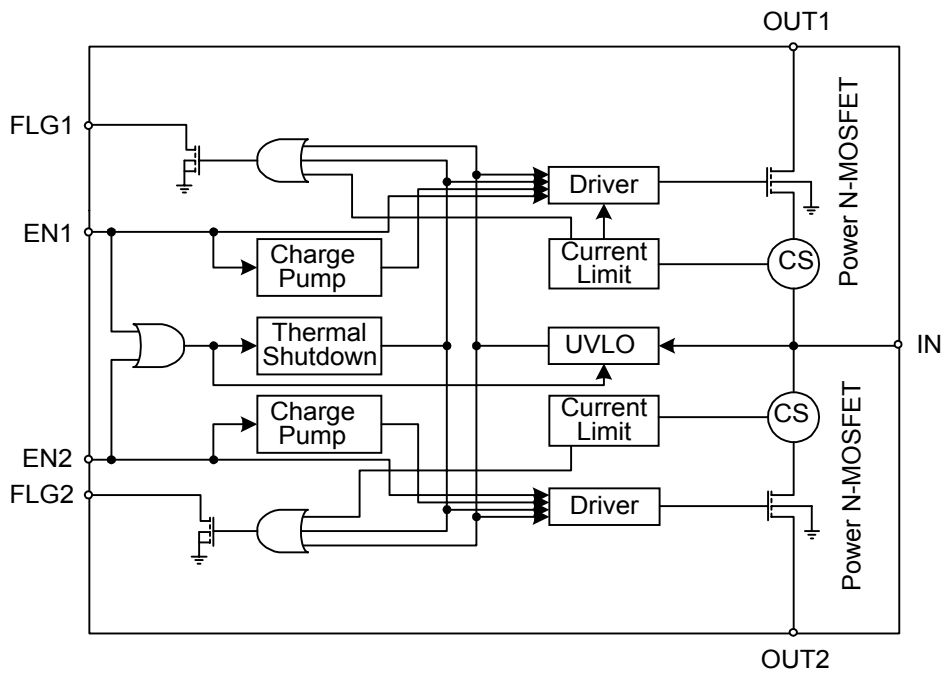 OUT1
FLG1
Power N-MOSFET
Driver
EN1
Charge
Pump
Current
Limit
CS
Thermal
Shutdown
UVLO
IN
Charge
Pump
Current
Limit
CS
EN2
FLG2
Driver
Power N-MOSFET
OUT2